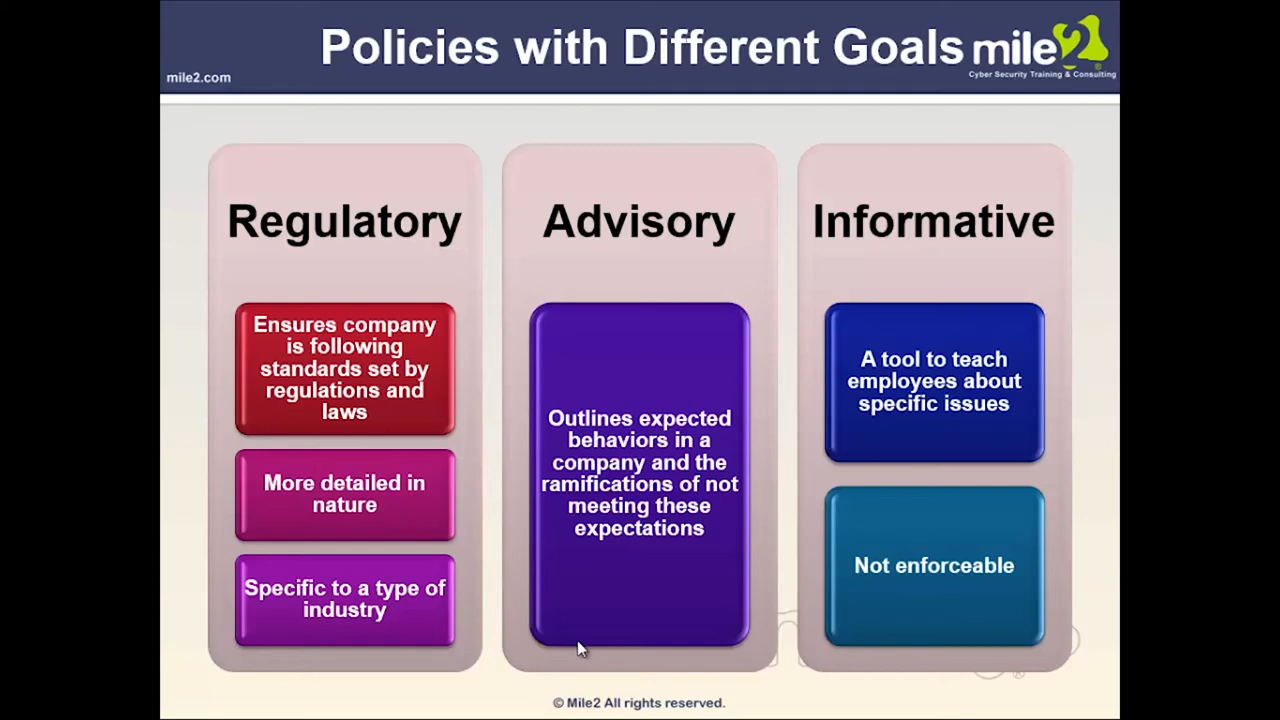 Policies with Different Goals
mile2
mile2.com
Cyber Security Training & Consulting
Regulatory
Ensures company
is following
standards set by
regulations and
laws
More detailed in
nature
Specific to a type of
industry
Advisory
Outlines expected
behaviors in a
company and the
ramifications of not
meeting these
expectations
Informative
A tool to teach
employees about
specific issues
Not enforceable
© Mile2 All rights reserved.